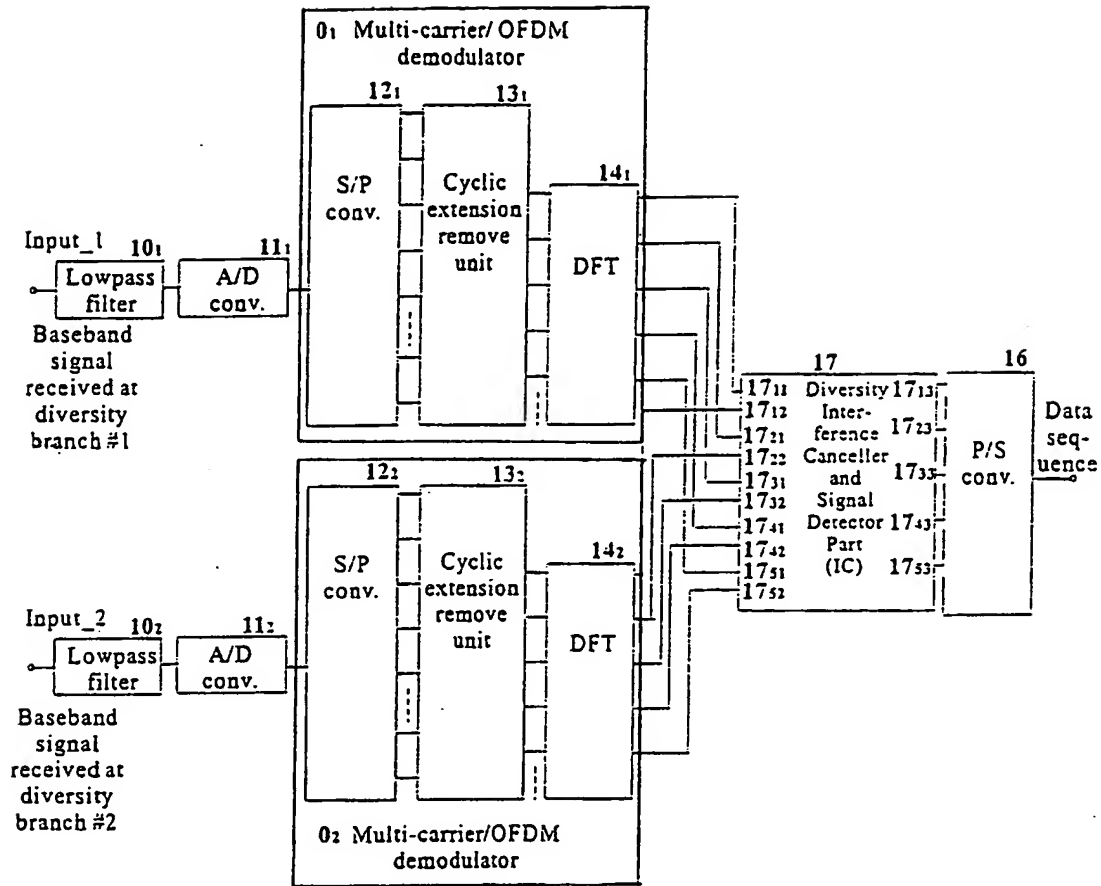 0₁ Multi-carrier/ OFDM
demodulator
12₁
13₁
14₁
S/P
conv.
Cyclic
extension
remove
unit
DFT
Input_1
10₁
11₁
Lowpass
filter
A/D
conv.
Baseband
signal
received at
diversity
branch #1
17
16
17₁₁
17₁₂
17₂₁
17₂₂
17₃₁
17₃₂
17₄₁
17₄₂
17₅₁
17₅₂
Diversity
Inter-
ference
Canceller
and
Signal
Detector
Part
(IC)
17₁₃
17₂₃
17₃₃
17₄₃
17₅₃
P/S
conv.
Data
seq-
uence
12₂
13₂
14₂
S/P
conv.
Cyclic
extension
remove
unit
DFT
Input_2
10₂
11₂
Lowpass
filter
A/D
conv.
Baseband
signal
received at
diversity
branch #2
0₂ Multi-carrier/OFDM
demodulator